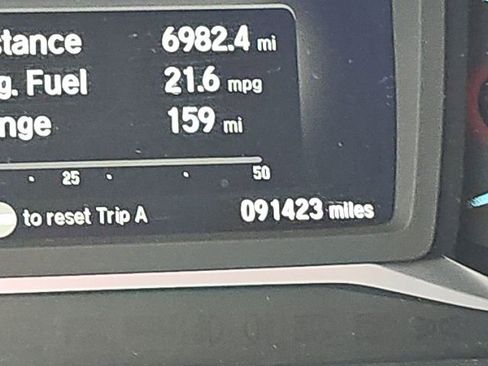 stance 6982.4 mi
g. Fuel 21.6 mpg
nge 159 mi
25 50
to reset Trip A 091423 miles